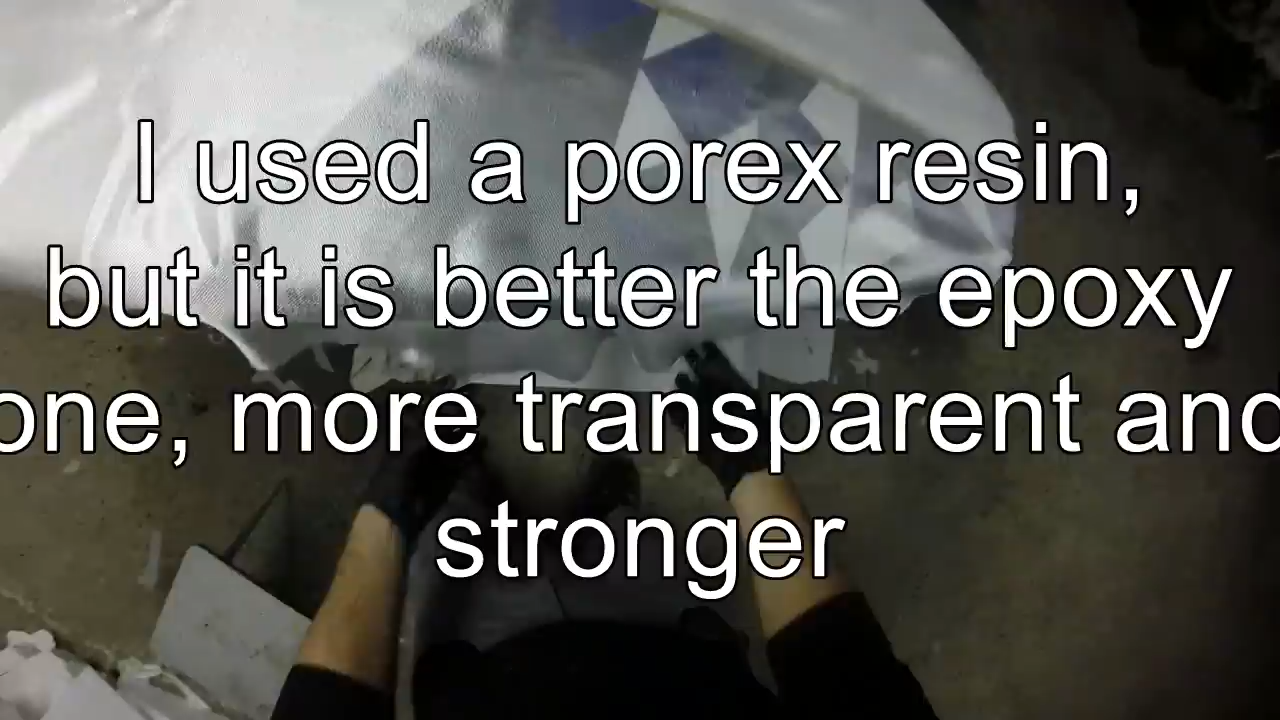 I used a porex resin,
but it is better the epoxy
one, more transparent and
stronger